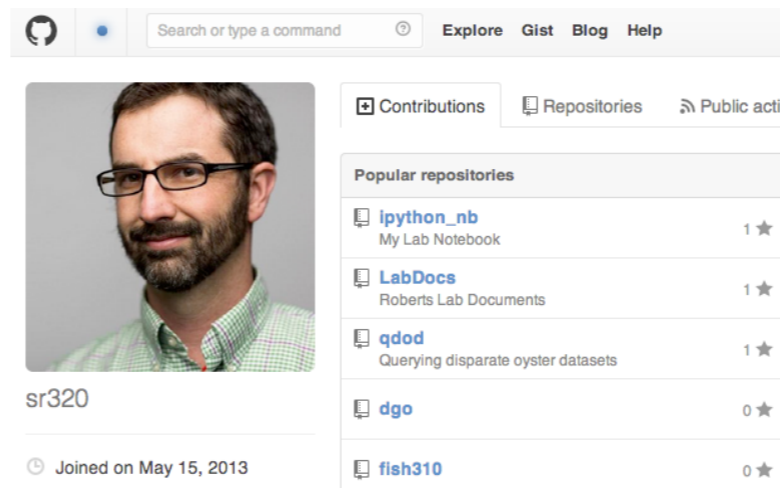 Search or type a command
Explore Gist Blog Help
Contributions Repositories Public acti
Popular repositories
ipython_nb
My Lab Notebook
1
LabDocs
Roberts Lab Documents
1
qdod
Querying disparate oyster datasets
1
dgo
0
fish310
0
sr320
Joined on May 15, 2013